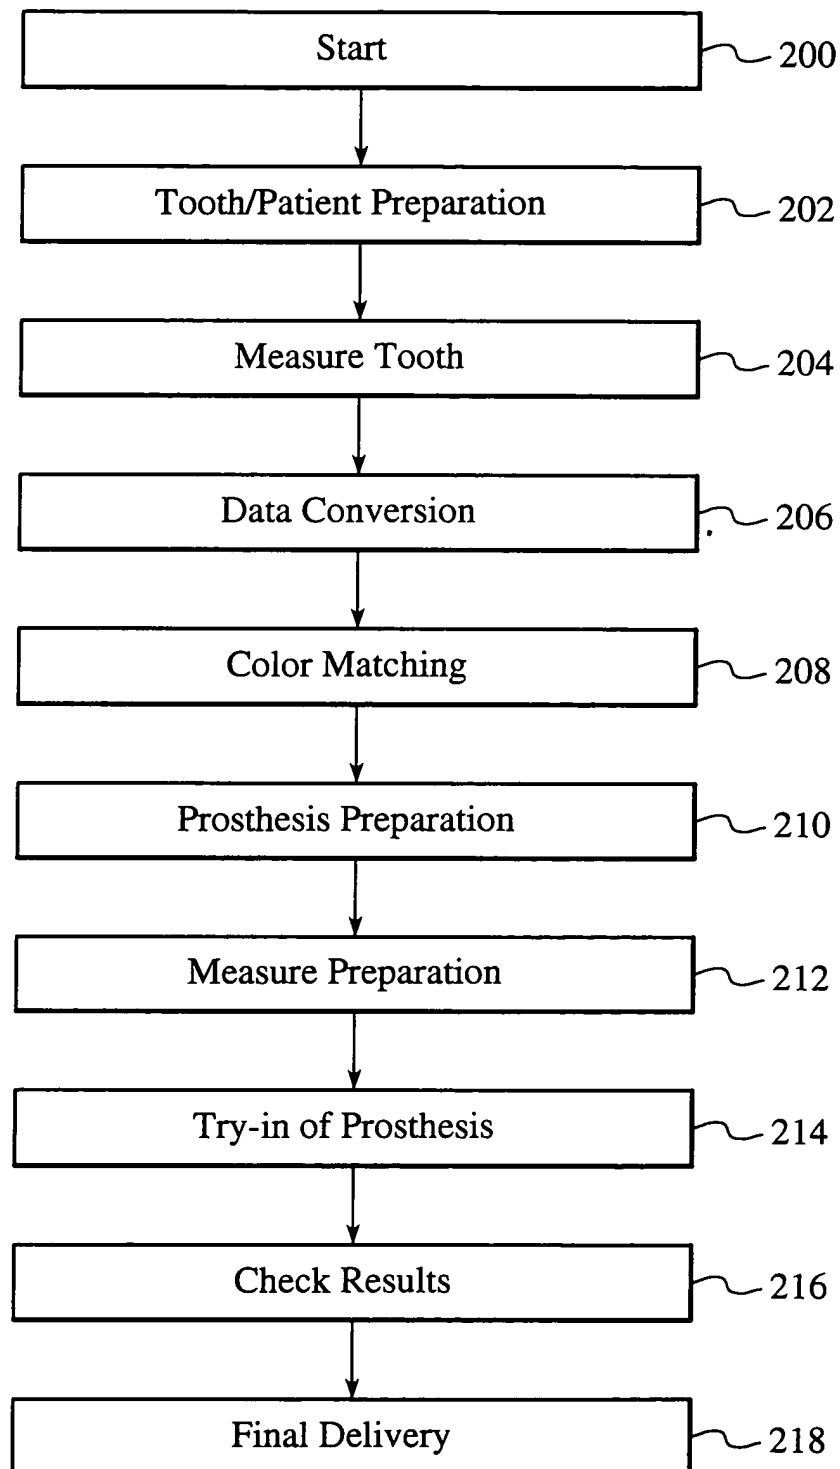 Start 200
Tooth/Patient Preparation 202
Measure Tooth 204
Data Conversion 206
Color Matching 208
Prosthesis Preparation 210
Measure Preparation 212
Try-in of Prosthesis 214
Check Results 216
Final Delivery 218